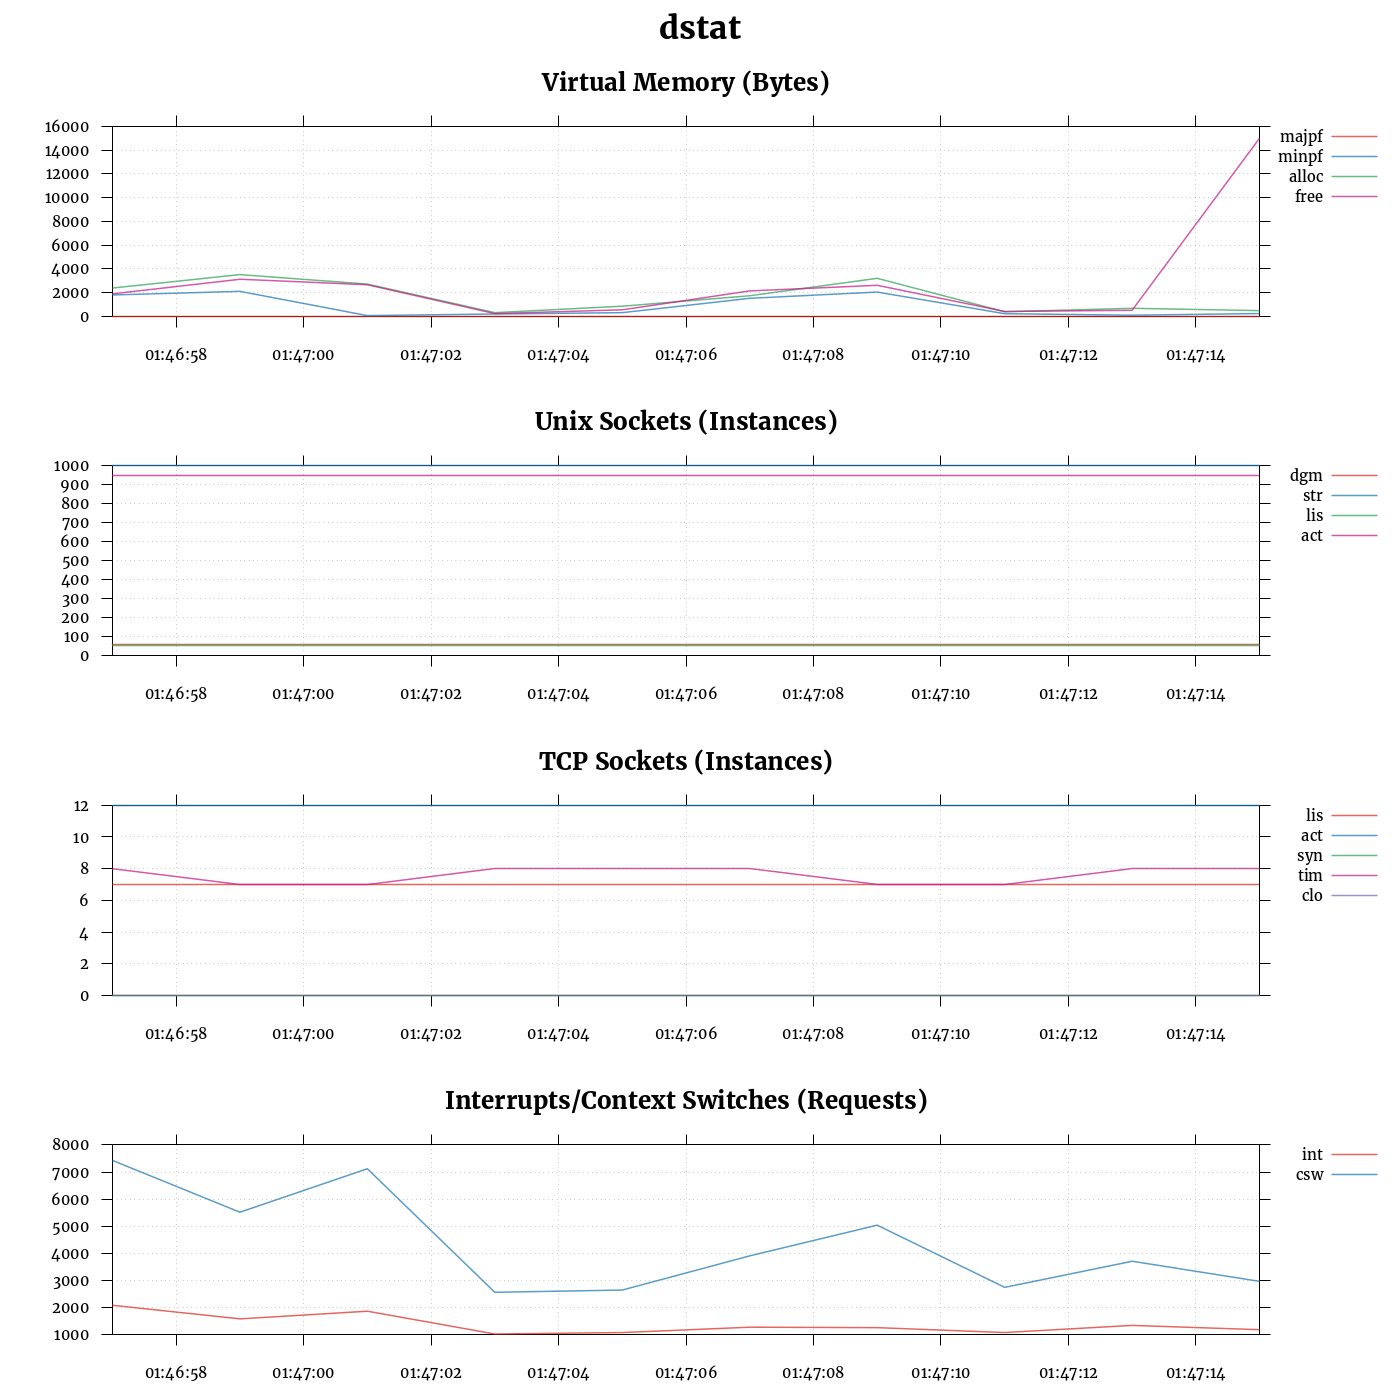 dstat
Virtual Memory (Bytes)
16000
14000
12000
10000
8000
6000
4000
2000
0
majpf
minpf
alloc
free
01:46:58 01:47:00 01:47:02 01:47:04 01:47:06 01:47:08 01:47:10 01:47:12 01:47:14
Unix Sockets (Instances)
1000
900
800
700
600
500
400
300
200
100
0
dgm
str
lis
act
01:46:58 01:47:00 01:47:02 01:47:04 01:47:06 01:47:08 01:47:10 01:47:12 01:47:14
TCP Sockets (Instances)
12
10
8
6
4
2
0
lis
act
syn
tim
clo
01:46:58 01:47:00 01:47:02 01:47:04 01:47:06 01:47:08 01:47:10 01:47:12 01:47:14
Interrupts/Context Switches (Requests)
8000
7000
6000
5000
4000
3000
2000
1000
int
csw
01:46:58 01:47:00 01:47:02 01:47:04 01:47:06 01:47:08 01:47:10 01:47:12 01:47:14